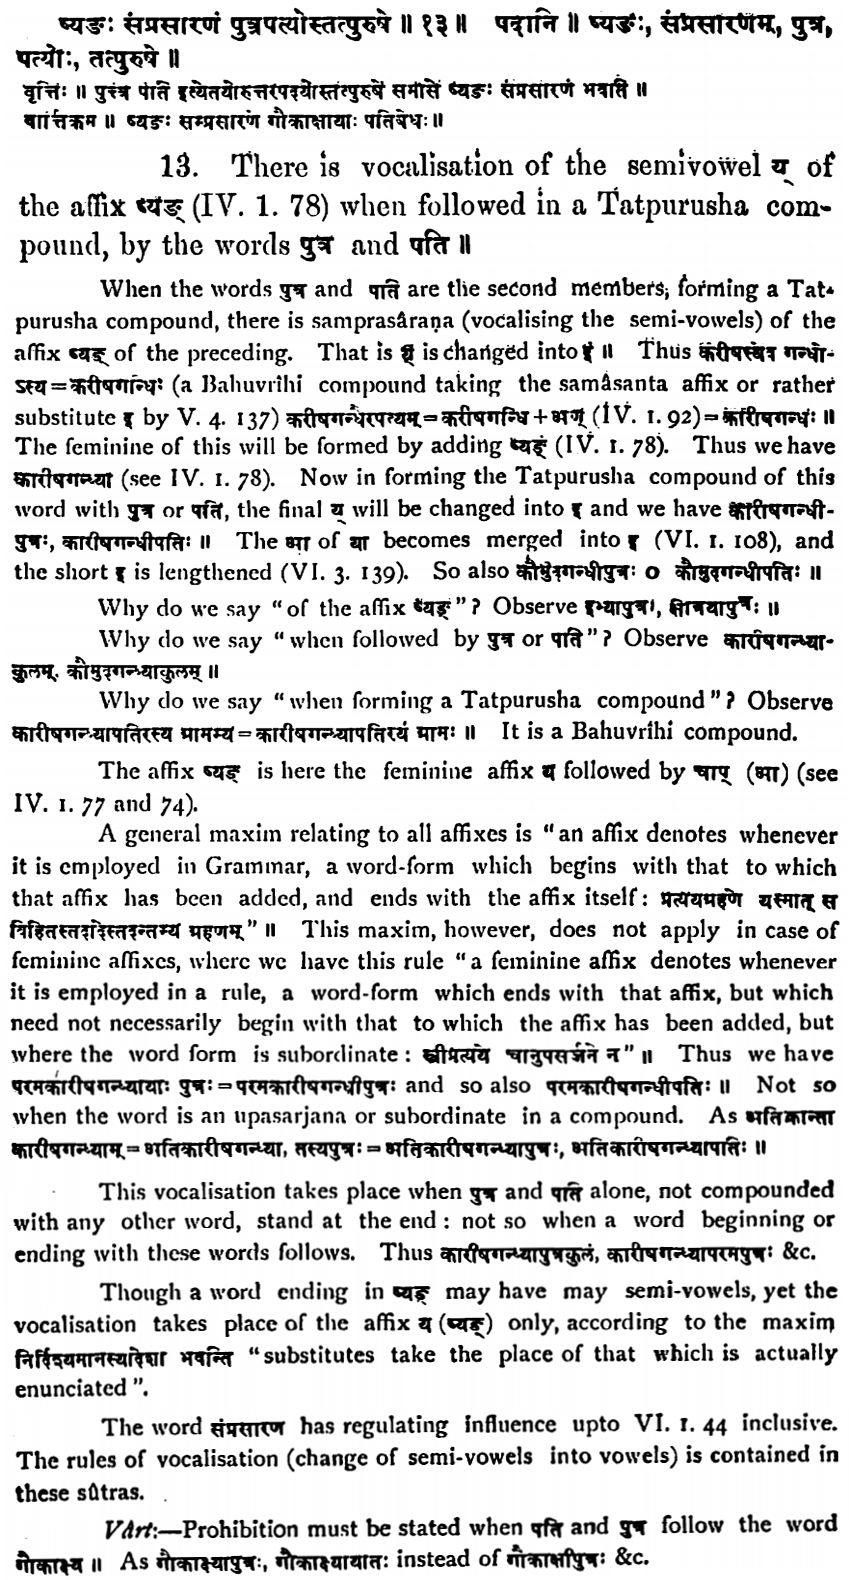 ष्यङः संप्रसारणं पुत्रपत्योस्तत्पुरुषे ॥ १३ ॥ पदानि ॥ ष्यङः, संप्रसारणम्, पुत्र,
पत्योः, तत्पुरुषे ॥
वृत्तिः ॥ पुत्र पति इत्येतयोरुत्तरपदयोस्तत्पुरुषे समासे ष्यङः संप्रसारणं भवति ॥
वार्त्तिकम ॥ ष्यङः सम्प्रसारणं गौकाक्षायाः पतिषेधः ॥
13. There is vocalisation of the semivowel य् of
the affix ष्यङ् (IV. 1. 78) when followed in a Tatpurusha com-
pound, by the words पुत्र and पति ॥
When the words पुत्र and पति are the second members, forming a Tat-
purusha compound, there is samprasâraṇa (vocalising the semi-vowels) of the
affix ष्यङ् of the preceding. That is is changed into ॥ Thus करीषस्येव गन्धो-
ऽस्य = करीषगन्धिः (a Bahuvrihi compound taking the samâsanta affix or rather
substitute इ by V. 4. 137) करीषगन्धेरपत्यम् = करीषगन्धि + अण् (IV. 1. 92) = कारीषगन्धः ॥
The feminine of this will be formed by adding ष्यङ् (IV. 1. 78). Thus we have
कारीषगन्ध्या (see IV. 1. 78). Now in forming the Tatpurusha compound of this
word with पुत्र or पति, the final य् will be changed into इ and we have कारीषगन्धी-
पुत्रः, कारीषगन्धीपतिः ॥ The आ of या becomes merged into इ (VI. 1. 108), and
the short इ is lengthened (VI. 3. 139). So also कौमुदगन्धीपुत्रः 0 कौमुदगन्धीपतिः ॥
Why do we say "of the affix ष्यङ्"? Observe इभ्यापुत्रः, क्षत्रियापुत्रः ॥
Why do we say "when followed by पुत्र or पति"? Observe कारीषगन्ध्या-
कुलम्, कौमुदगन्ध्याकुलम् ॥
Why do we say "when forming a Tatpurusha compound"? Observe
कारीषगन्ध्यापतिरस्य ग्रामस्य = कारीषगन्ध्यापतिरयं ग्रामः ॥ It is a Bahuvrîhi compound.
The affix ष्यङ् is here the feminine affix य followed by चाप् (आ) (see
IV. 1. 77 and 74).
A general maxim relating to all affixes is "an affix denotes whenever
it is employed in Grammar, a word-form which begins with that to which
that affix has been added, and ends with the affix itself: प्रत्ययग्रहणे यस्मात् स
विहितस्तदादेस्तदन्तस्य ग्रहणम्" ॥ This maxim, however, does not apply in case of
feminine affixes, where we have this rule "a feminine affix denotes whenever
it is employed in a rule, a word-form which ends with that affix, but which
need not necessarily begin with that to which the affix has been added, but
where the word form is subordinate: स्त्रीप्रत्यये चानुपसर्जने न" ॥ Thus we have
परमकारीषगन्ध्यायाः पुत्रः = परमकारीषगन्धीपुत्रः and so also परमकारीषगन्धीपतिः ॥ Not so
when the word is an upasarjana or subordinate in a compound. As अतिक्रान्ता
कारीषगन्ध्याम् = अतिकारीषगन्ध्या, तस्यपुत्रः = अतिकारीषगन्ध्यापुत्रः, अतिकारीषगन्ध्यापतिः ॥
This vocalisation takes place when पुत्र and पति alone, not compounded
with any other word, stand at the end: not so when a word beginning or
ending with these words follows. Thus कारीषगन्ध्यापुत्रकुलं, कारीषगन्ध्यापरमपुत्रः &c.
Though a word ending in ष्यङ् may have may semi-vowels, yet the
vocalisation takes place of the affix य (ष्यङ्) only, according to the maxim
निर्दिश्यमानस्यादेशा भवन्ति "substitutes take the place of that which is actually
enunciated".
The word संप्रसारण has regulating influence upto VI. 1. 44 inclusive.
The rules of vocalisation (change of semi-vowels into vowels) is contained in
these sûtras.
Vârt:—Prohibition must be stated when पति and पुत्र follow the word
गौकाक्ष्य ॥ As गौकाक्ष्यापुत्रः, गौकाक्ष्यापतिः instead of गौकाक्षीपुत्रः &c.